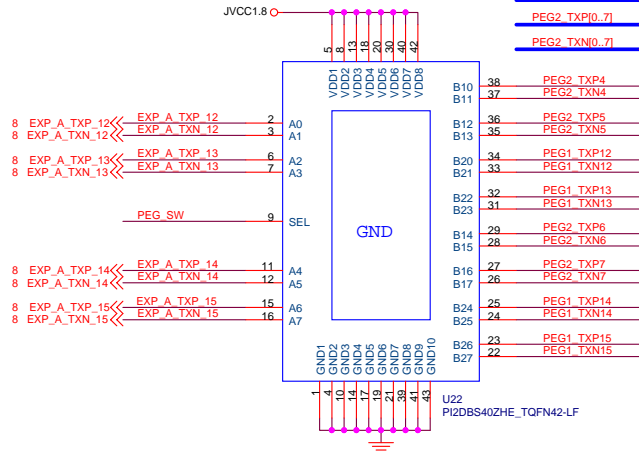 JVCC1.8
PEG2_TXP[0..7]
PEG2_TXN[0..7]
5 8 13 18 20 30 40 42
VDD1 VDD2 VDD3 VDD4 VDD5 VDD6 VDD7 VDD8
8 EXP_A_TXP_12 EXP_A_TXP_12 2 A0
8 EXP_A_TXN_12 EXP_A_TXN_12 3 A1
8 EXP_A_TXP_13 EXP_A_TXP_13 6 A2
8 EXP_A_TXN_13 EXP_A_TXN_13 7 A3
PEG_SW 9 SEL
8 EXP_A_TXP_14 EXP_A_TXP_14 11 A4
8 EXP_A_TXN_14 EXP_A_TXN_14 12 A5
8 EXP_A_TXP_15 EXP_A_TXP_15 15 A6
8 EXP_A_TXN_15 EXP_A_TXN_15 16 A7
GND
B10 38 PEG2_TXP4
B11 37 PEG2_TXN4
B12 36 PEG2_TXP5
B13 35 PEG2_TXN5
B20 34 PEG1_TXP12
B21 33 PEG1_TXN12
B22 32 PEG1_TXP13
B23 31 PEG1_TXN13
B14 29 PEG2_TXP6
B15 28 PEG2_TXN6
B16 27 PEG2_TXP7
B17 26 PEG2_TXN7
B24 25 PEG1_TXP14
B25 24 PEG1_TXN14
B26 23 PEG1_TXP15
B27 22 PEG1_TXN15
GND1 GND2 GND3 GND4 GND5 GND6 GND7 GND8 GND9 GND10
1 4 10 14 17 19 21 39 41 43
U22
PI2DBS40ZHE_TQFN42-LF